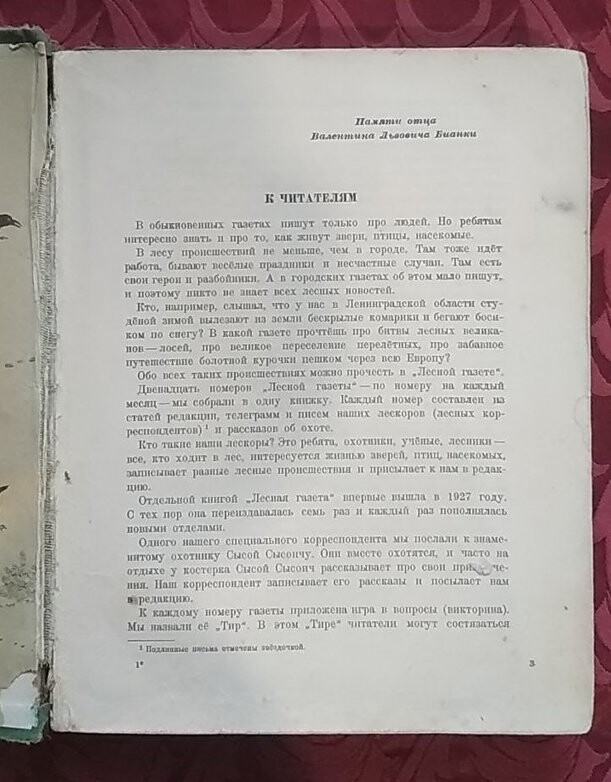 Памяти отца
Валентина Львовича Бианки
К ЧИТАТЕЛЯМ
В обыкновенных газетах пишут только про людей. Но ребятам
интересно знать и про то, как живут звери, птицы, насекомые.
В лесу происшествий не меньше, чем в городе. Там тоже идёт
работа, бывают весёлые праздники и несчастные случаи. Там есть
свои герои и разбойники. А в городских газетах об этом мало пишут,
и поэтому никто не знает всех лесных новостей.
Кто, например, слышал, что у нас в Ленинградской области сту-
дёной зимой вылезают из земли бескрылые комарики и бегают боси-
ком по снегу? В какой газете прочтёшь про битвы лесных велика-
нов — лосей, про великое переселение перелётных, про забавное
путешествие болотной курочки пешком через всю Европу?
Обо всех таких происшествиях можно прочесть в „Лесной газете“.
Двенадцать номеров „Лесной газеты“ — по номеру на каждый
месяц — мы собрали в одну книжку. Каждый номер составлен из
статей редакции, телеграмм и писем наших лескоров (лесных кор-
респондентов) ¹ и рассказов об охоте.
Кто такие наши лескоры? Это ребята, охотники, учёные, лесники —
все, кто ходит в лес, интересуется жизнью зверей, птиц, насекомых,
записывает разные лесные происшествия и присылает к нам в редак-
цию.
Отдельной книгой „Лесная газета“ впервые вышла в 1927 году.
С тех пор она переиздавалась семь раз и каждый раз пополнялась
новыми отделами.
Одного нашего специального корреспондента мы послали к знаме-
нитому охотнику Сысой Сысоичу. Они вместе охотятся, и часто на
отдыхе у костерка Сысой Сысоич рассказывает про свои приключе-
ния. Наш корреспондент записывает его рассказы и посылает нам
в редакцию.
К каждому номеру газеты приложена игра в вопросы (викторина).
Мы назвали её „Тир“. В этом „Тире“ читатели могут состязаться
¹ Подлинные письма отмечены звёздочкой.
1* 3